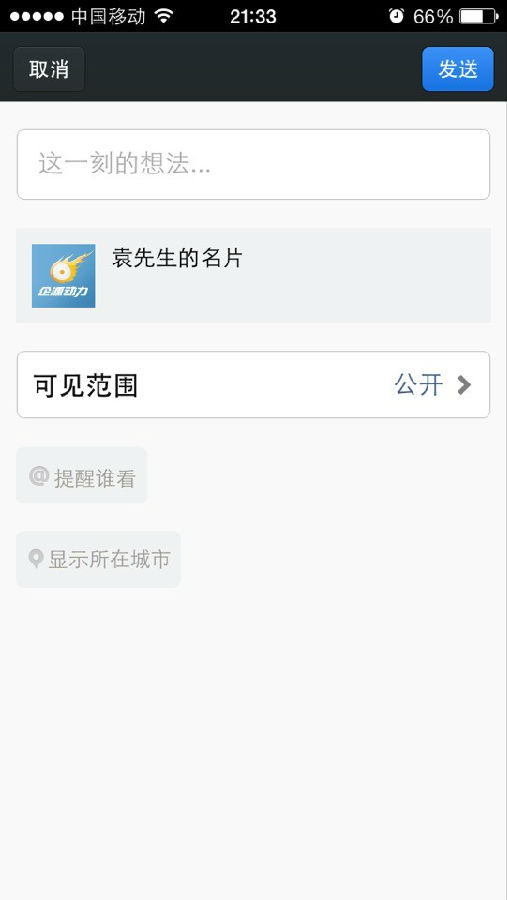 中国移动 21:33 66%
取消 发送
这一刻的想法...
袁先生的名片
企源动力
可见范围 公开
@提醒谁看
显示所在城市